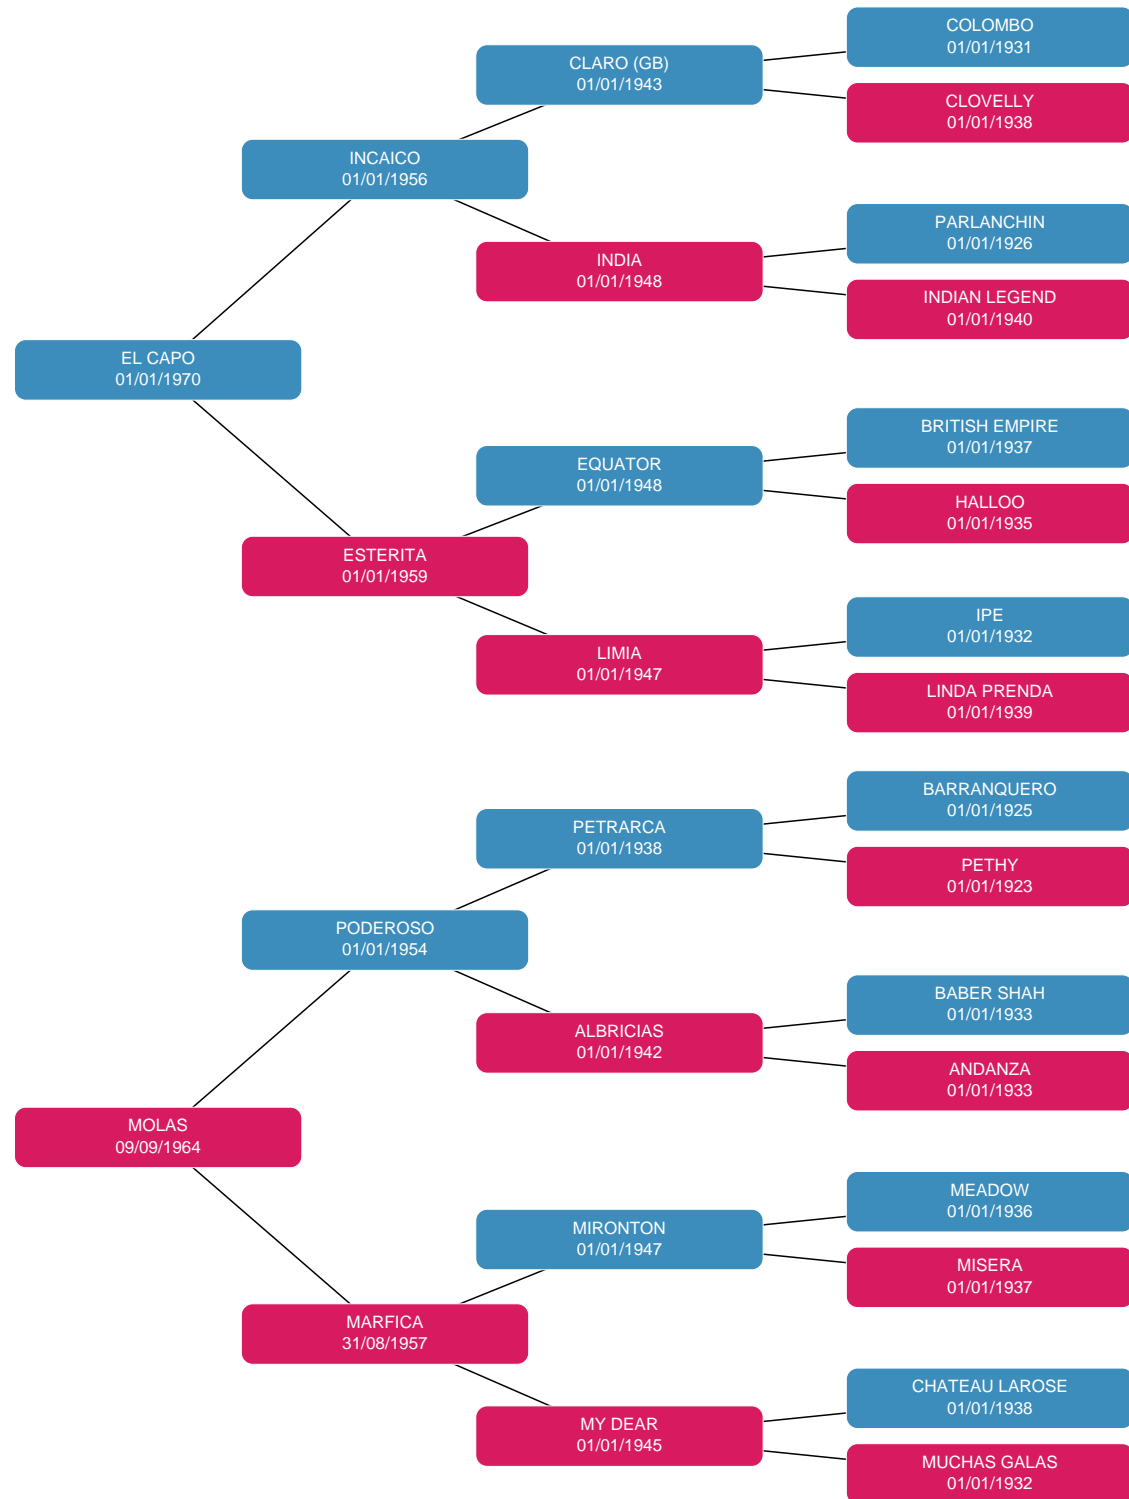 COLOMBO
01/01/1931
CLARO (GB)
01/01/1943
CLOVELLY
01/01/1938
INCAICO
01/01/1956
PARLANCHIN
01/01/1926
INDIA
01/01/1948
INDIAN LEGEND
01/01/1940
EL CAPO
01/01/1970
BRITISH EMPIRE
01/01/1937
EQUATOR
01/01/1948
HALLOO
01/01/1935
ESTERITA
01/01/1959
IPE
01/01/1932
LIMIA
01/01/1947
LINDA PRENDA
01/01/1939
BARRANQUERO
01/01/1925
PETRARCA
01/01/1938
PETHY
01/01/1923
PODEROSO
01/01/1954
BABER SHAH
01/01/1933
ALBRICIAS
01/01/1942
ANDANZA
01/01/1933
MOLAS
09/09/1964
MEADOW
01/01/1936
MIRONTON
01/01/1947
MISERA
01/01/1937
MARFICA
31/08/1957
CHATEAU LAROSE
01/01/1938
MY DEAR
01/01/1945
MUCHAS GALAS
01/01/1932